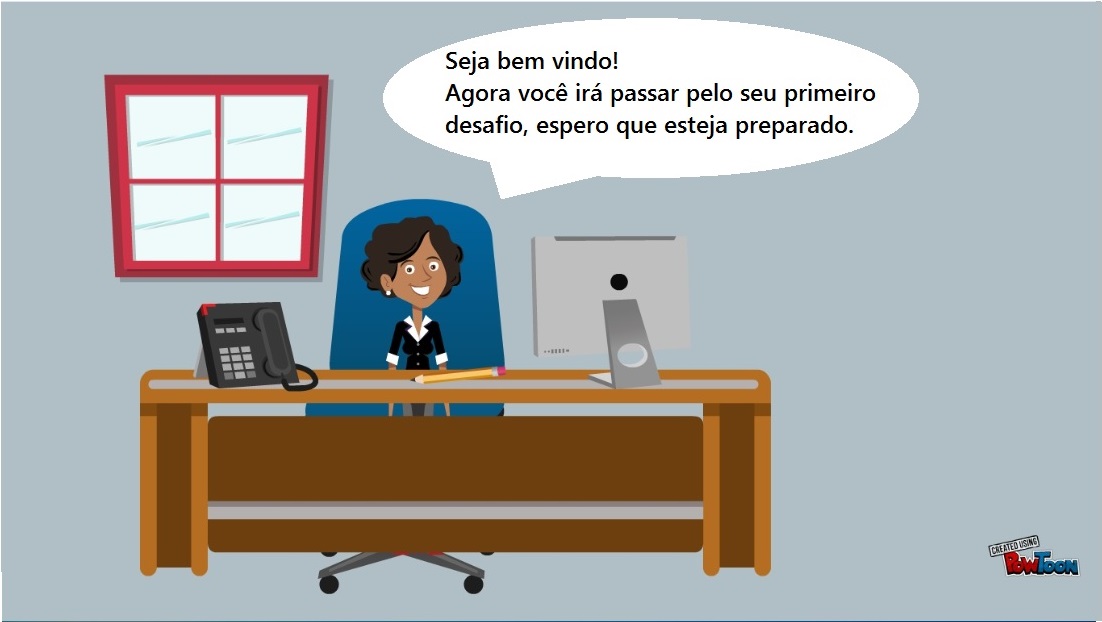 Seja bem vindo!
Agora você irá passar pelo seu primeiro
desafio, espero que esteja preparado.
CREATED USING
PowToon